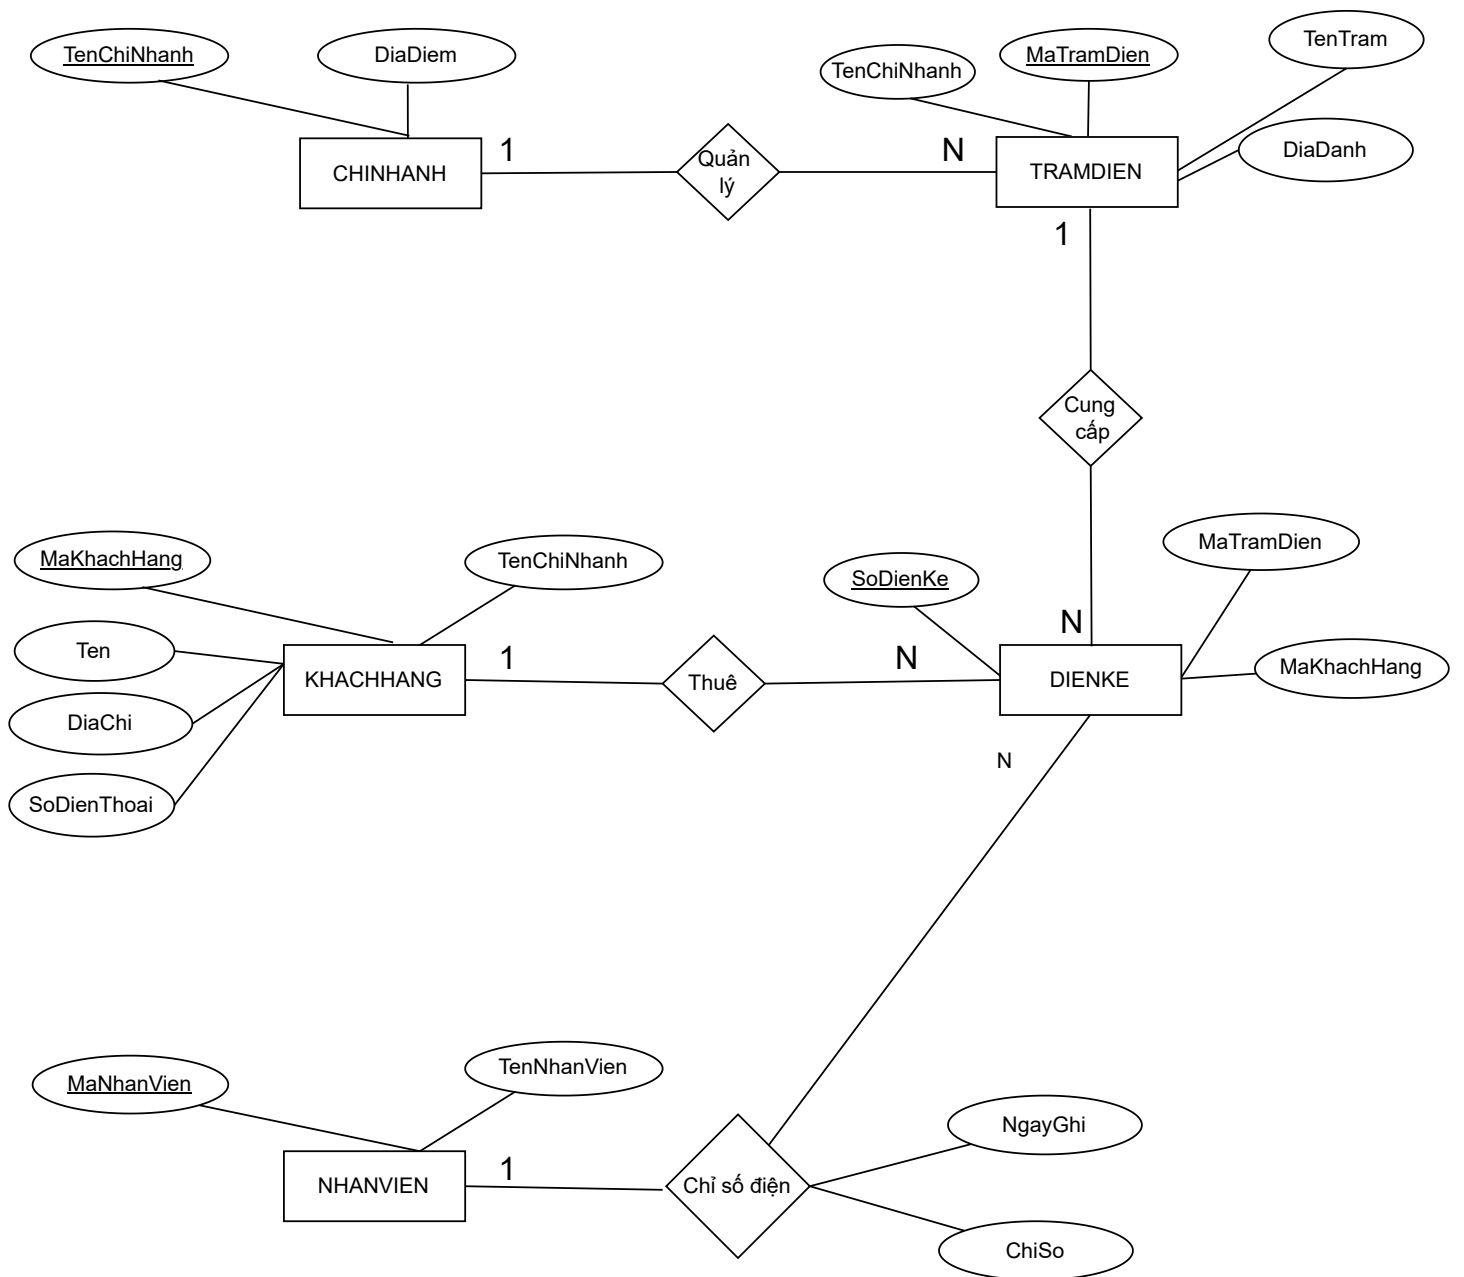 TenChiNhanh
DiaDiem
TenChiNhanh
MaTramDien
TenTram
DiaDanh
CHINHANH
1
Quản
lý
N
TRAMDIEN
1
Cung
cấp
MaKhachHang
TenChiNhanh
SoDienKe
MaTramDien
N
Ten
KHACHHANG
1
Thuê
N
DIENKE
MaKhachHang
DiaChi
SoDienThoai
N
MaNhanVien
TenNhanVien
NgayGhi
NHANVIEN
1
Chỉ số điện
ChiSo